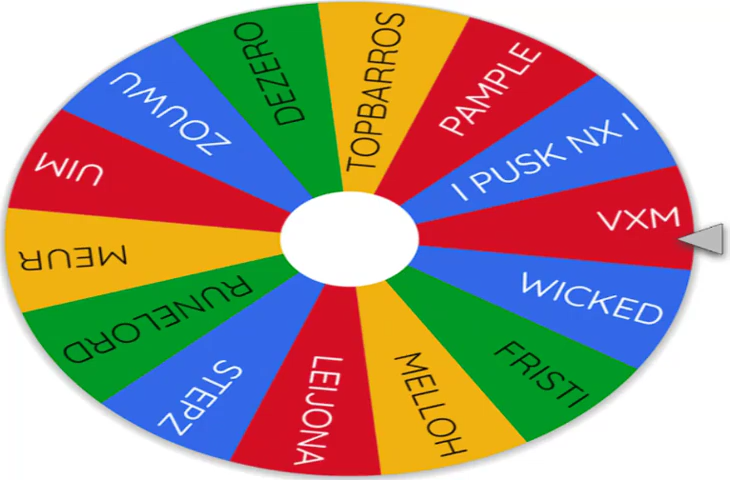 DEZERO
TOPBARROS
PAMPLE
I PUSK NX I
VXM
WICKED
FRISTI
MELLOH
LEIJONA
STEPZ
RUNELORD
MEUR
UIM
ZOUWU